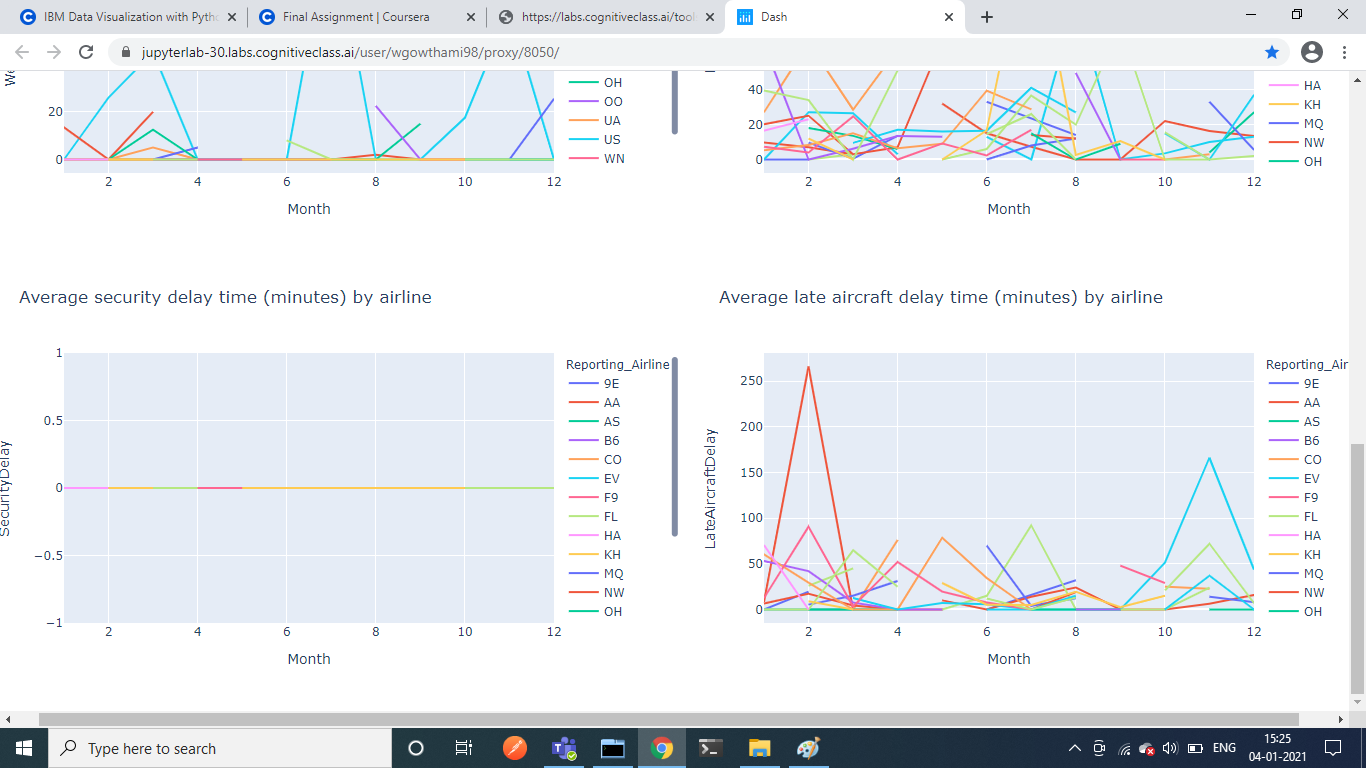 IBM Data Visualization with Pytho
Final Assignment | Coursera
https://labs.cognitiveclass.ai/tool
Dash
jupyterlab-30.labs.cognitiveclass.ai/user/wgowthami98/proxy/8050/
We
20
0
2 4 6 8 10 12
Month
OH
OO
UA
US
WN
40
20
0
2 4 6 8 10 12
Month
HA
KH
MQ
NW
OH
Average security delay time (minutes) by airline
SecurityDelay
1
0.5
0
−0.5
−1
2 4 6 8 10 12
Month
Reporting_Airline
9E
AA
AS
B6
CO
EV
F9
FL
HA
KH
MQ
NW
OH
Average late aircraft delay time (minutes) by airline
LateAircraftDelay
250
200
150
100
50
0
2 4 6 8 10 12
Month
Reporting_Air
9E
AA
AS
B6
CO
EV
F9
FL
HA
KH
MQ
NW
OH
Type here to search
ENG
15:25
04-01-2021